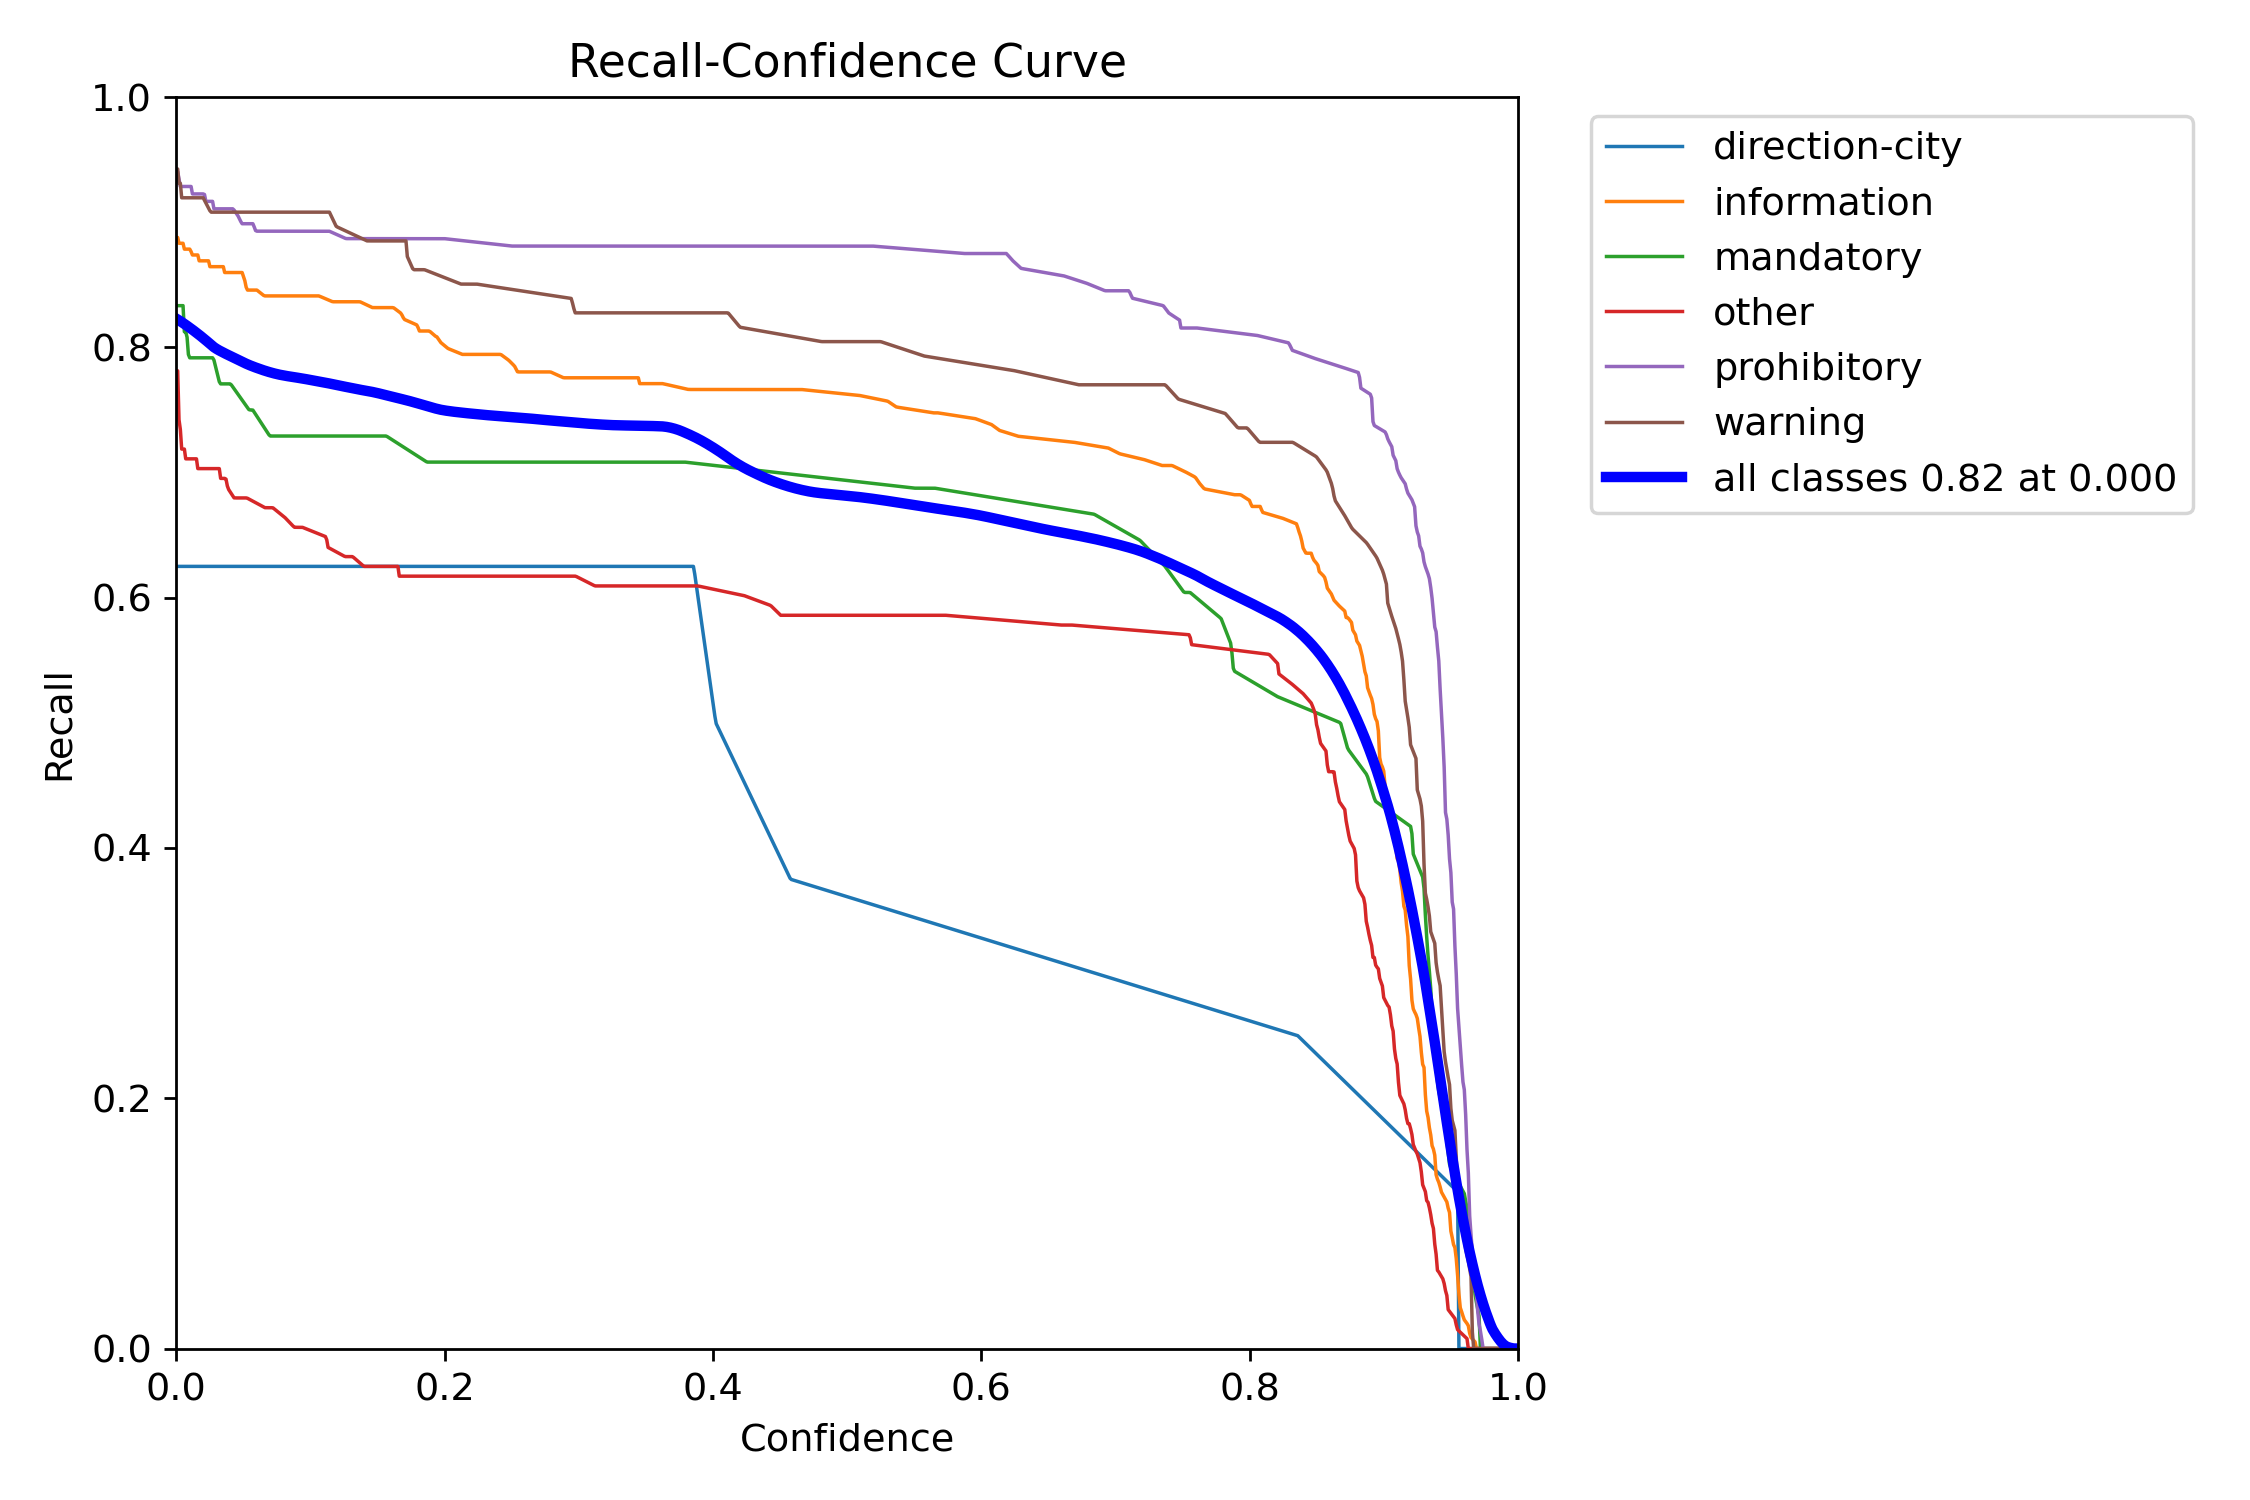 Recall-Confidence Curve
1.0
0.8
0.6
0.4
0.2
0.0
Recall
0.0 0.2 0.4 0.6 0.8 1.0
Confidence
direction-city
information
mandatory
other
prohibitory
warning
all classes 0.82 at 0.000